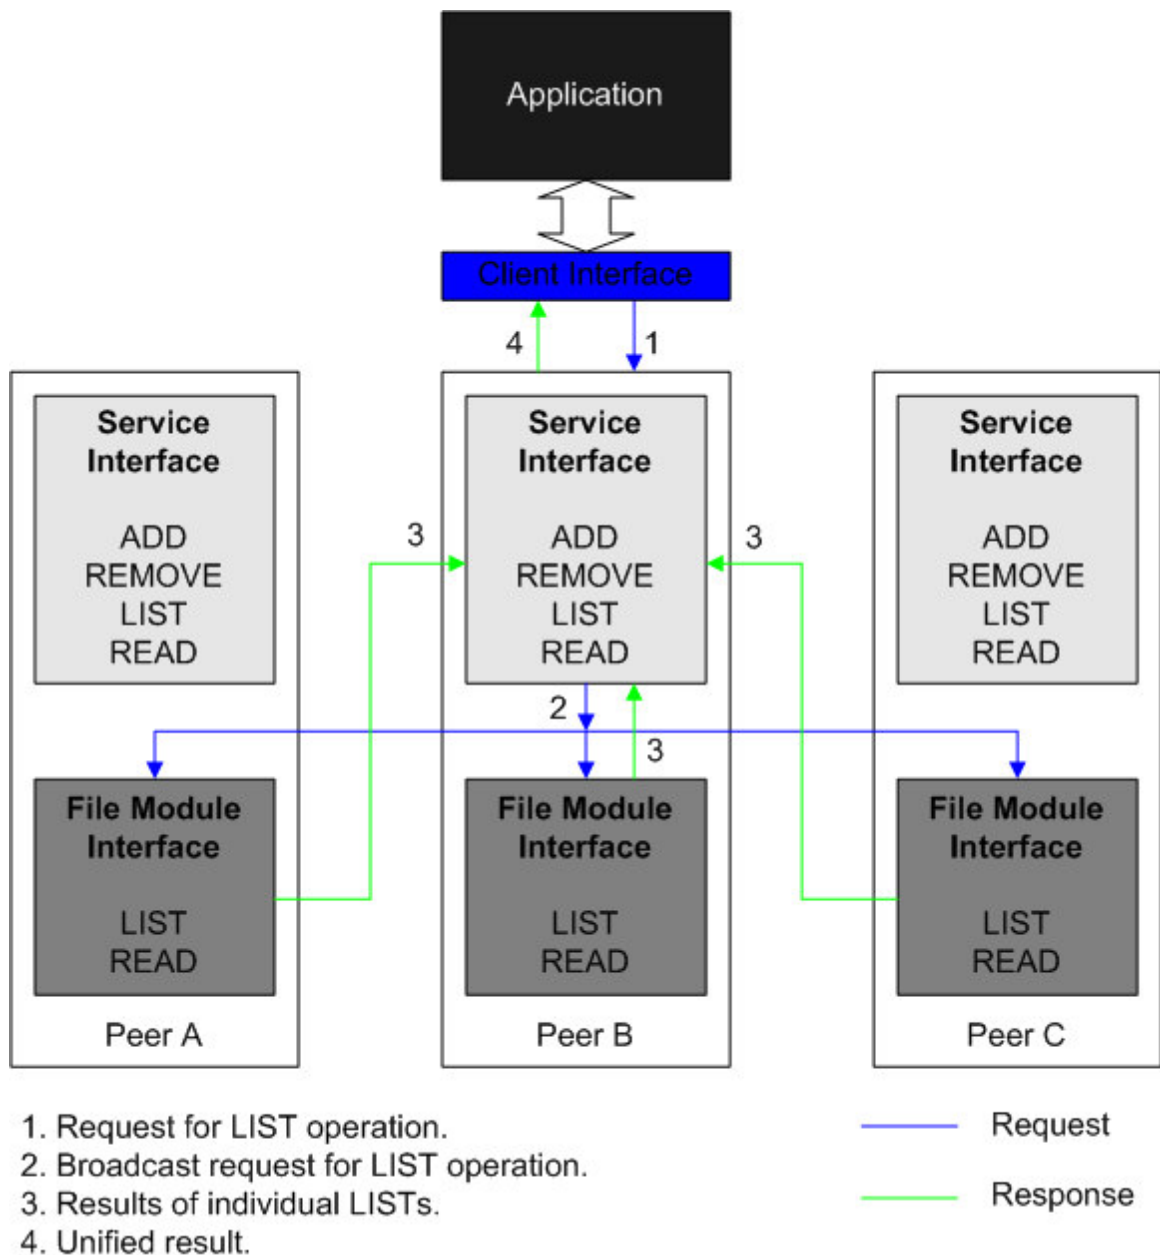 Application
Client Interface
4
1
Service
Interface
ADD
REMOVE
LIST
READ
3
Service
Interface
ADD
REMOVE
LIST
READ
3
Service
Interface
ADD
REMOVE
LIST
READ
2
3
File Module
Interface
LIST
READ
Peer A
File Module
Interface
LIST
READ
Peer B
File Module
Interface
LIST
READ
Peer C
1. Request for LIST operation.
2. Broadcast request for LIST operation.
3. Results of individual LISTs.
4. Unified result.
Request
Response